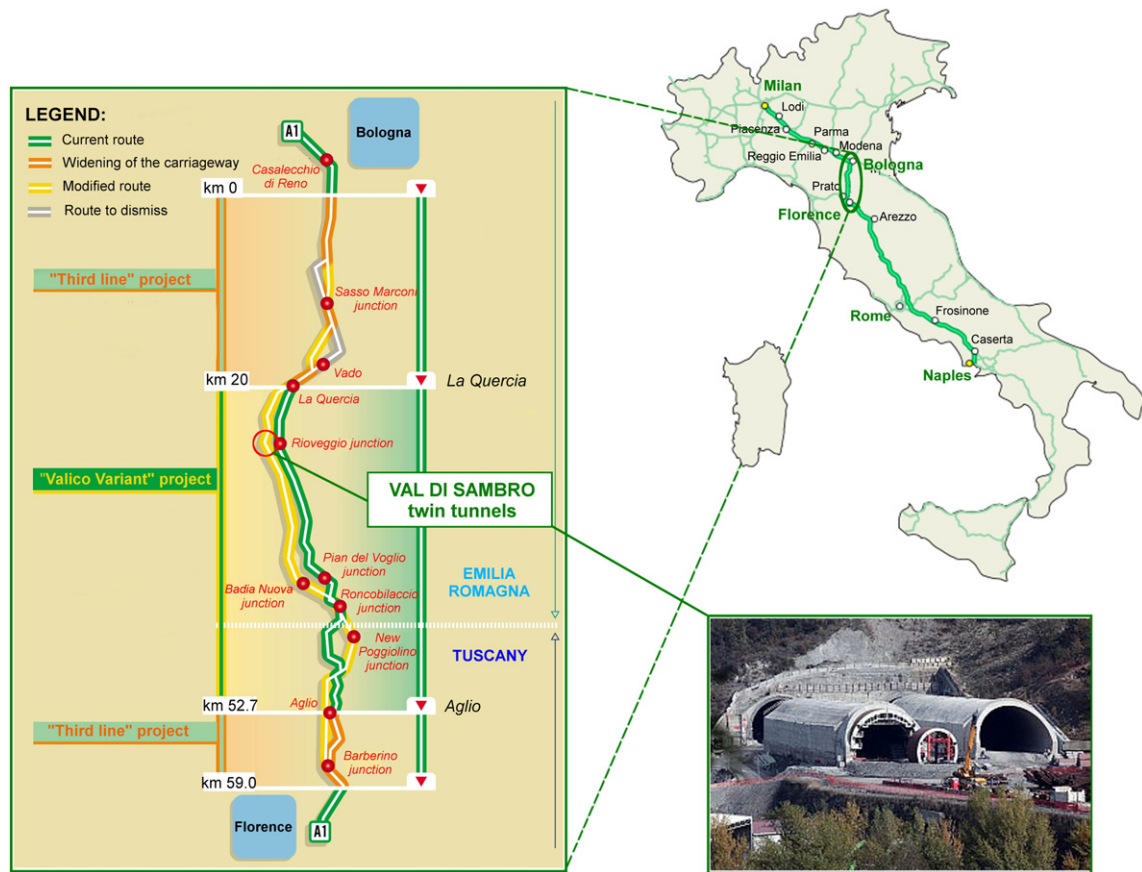 LEGEND:
Current route
Widening of the carriageway
Modified route
Route to dismiss
A1
Bologna
Casalecchio
di Reno
km 0
"Third line" project
Sasso Marconi
junction
Vado
km 20
La Quercia
La Quercia
Rioveggio junction
"Valico Variant" project
VAL DI SAMBRO
twin tunnels
Pian del Voglio
junction
Badia Nuova
junction
Roncobilaccio
junction
EMILIA
ROMAGNA
New
Poggiolino
junction
TUSCANY
Aglio
km 52.7
Aglio
"Third line" project
Barberino
junction
km 59.0
Florence
A1
Milan
Lodi
Piacenza
Parma
Modena
Reggio Emilia
Bologna
Prato
Florence
Arezzo
Rome
Frosinone
Caserta
Naples